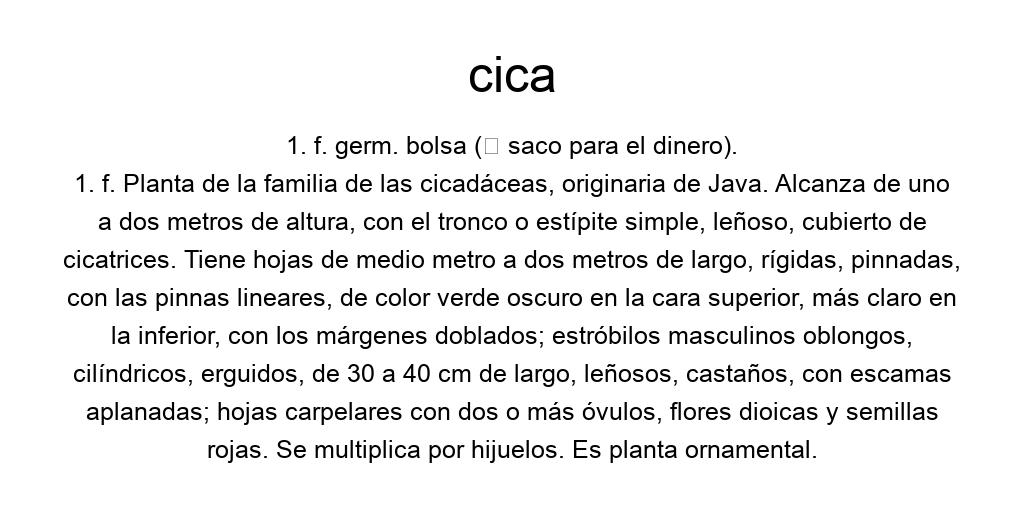 cica
1. f. germ. bolsa (▯ saco para el dinero).
1. f. Planta de la familia de las cicadáceas, originaria de Java. Alcanza de uno
a dos metros de altura, con el tronco o estípite simple, leñoso, cubierto de
cicatrices. Tiene hojas de medio metro a dos metros de largo, rígidas, pinnadas,
con las pinnas lineares, de color verde oscuro en la cara superior, más claro en
la inferior, con los márgenes doblados; estróbilos masculinos oblongos,
cilíndricos, erguidos, de 30 a 40 cm de largo, leñosos, castaños, con escamas
aplanadas; hojas carpelares con dos o más óvulos, flores dioicas y semillas
rojas. Se multiplica por hijuelos. Es planta ornamental.